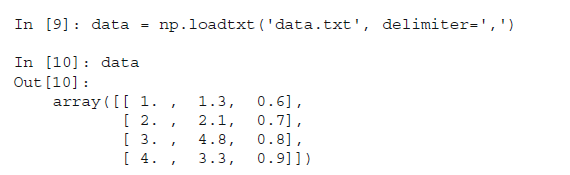 In [9]: data = np.loadtxt('data.txt', delimiter=',')
In [10]: data
Out[10]:
array([[ 1. , 1.3, 0.6],
[ 2. , 2.1, 0.7],
[ 3. , 4.8, 0.8],
[ 4. , 3.3, 0.9]])